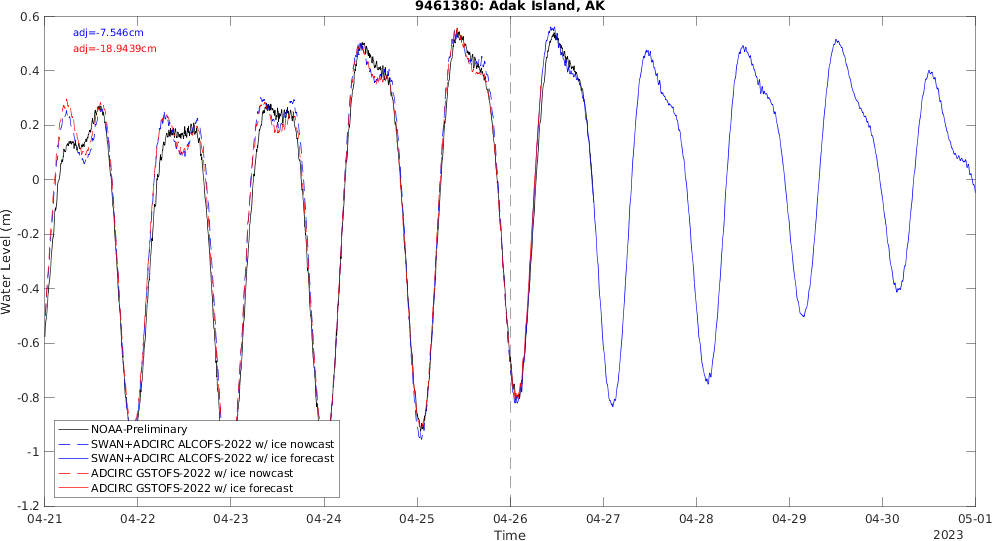 9461380: Adak Island, AK
adj=-7.546cm
adj=-18.9439cm
0.6
0.4
0.2
0
-0.2
-0.4
-0.6
-0.8
-1
-1.2
Water Level (m)
NOAA-Preliminary
SWAN+ADCIRC ALCOFS-2022 w/ ice nowcast
SWAN+ADCIRC ALCOFS-2022 w/ ice forecast
ADCIRC GSTOFS-2022 w/ ice nowcast
ADCIRC GSTOFS-2022 w/ ice forecast
04-21 04-22 04-23 04-24 04-25 04-26 04-27 04-28 04-29 04-30 05-01
Time
2023